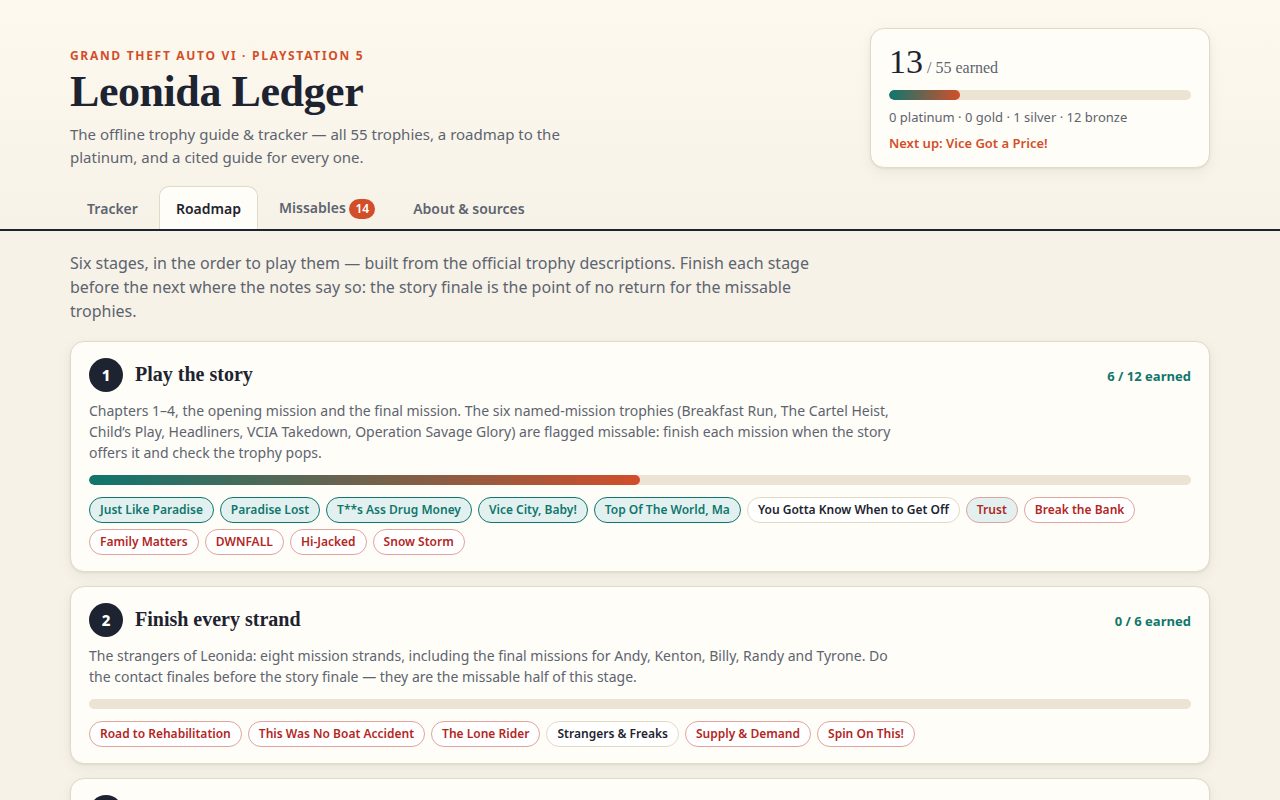 GRAND THEFT AUTO VI · PLAYSTATION 5
Leonida Ledger
The offline trophy guide & tracker — all 55 trophies, a roadmap to the
platinum, and a cited guide for every one.
13 / 55 earned
0 platinum · 0 gold · 1 silver · 12 bronze
Next up: Vice Got a Price!
Tracker
Roadmap
Missables 14
About & sources
Six stages, in the order to play them — built from the official trophy descriptions. Finish each stage
before the next where the notes say so: the story finale is the point of no return for the missable
trophies.
1 Play the story
6 / 12 earned
Chapters 1–4, the opening mission and the final mission. The six named-mission trophies (Breakfast Run, The Cartel Heist,
Child's Play, Headliners, VCIA Takedown, Operation Savage Glory) are flagged missable: finish each mission when the story
offers it and check the trophy pops.
Just Like Paradise
Paradise Lost
T**s Ass Drug Money
Vice City, Baby!
Top Of The World, Ma
You Gotta Know When to Get Off
Trust
Break the Bank
Family Matters
DWNFALL
Hi-Jacked
Snow Storm
2 Finish every strand
0 / 6 earned
The strangers of Leonida: eight mission strands, including the final missions for Andy, Kenton, Billy, Randy and Tyrone. Do
the contact finales before the story finale — they are the missable half of this stage.
Road to Rehabilitation
This Was No Boat Accident
The Lone Rider
Strangers & Freaks
Supply & Demand
Spin On This!